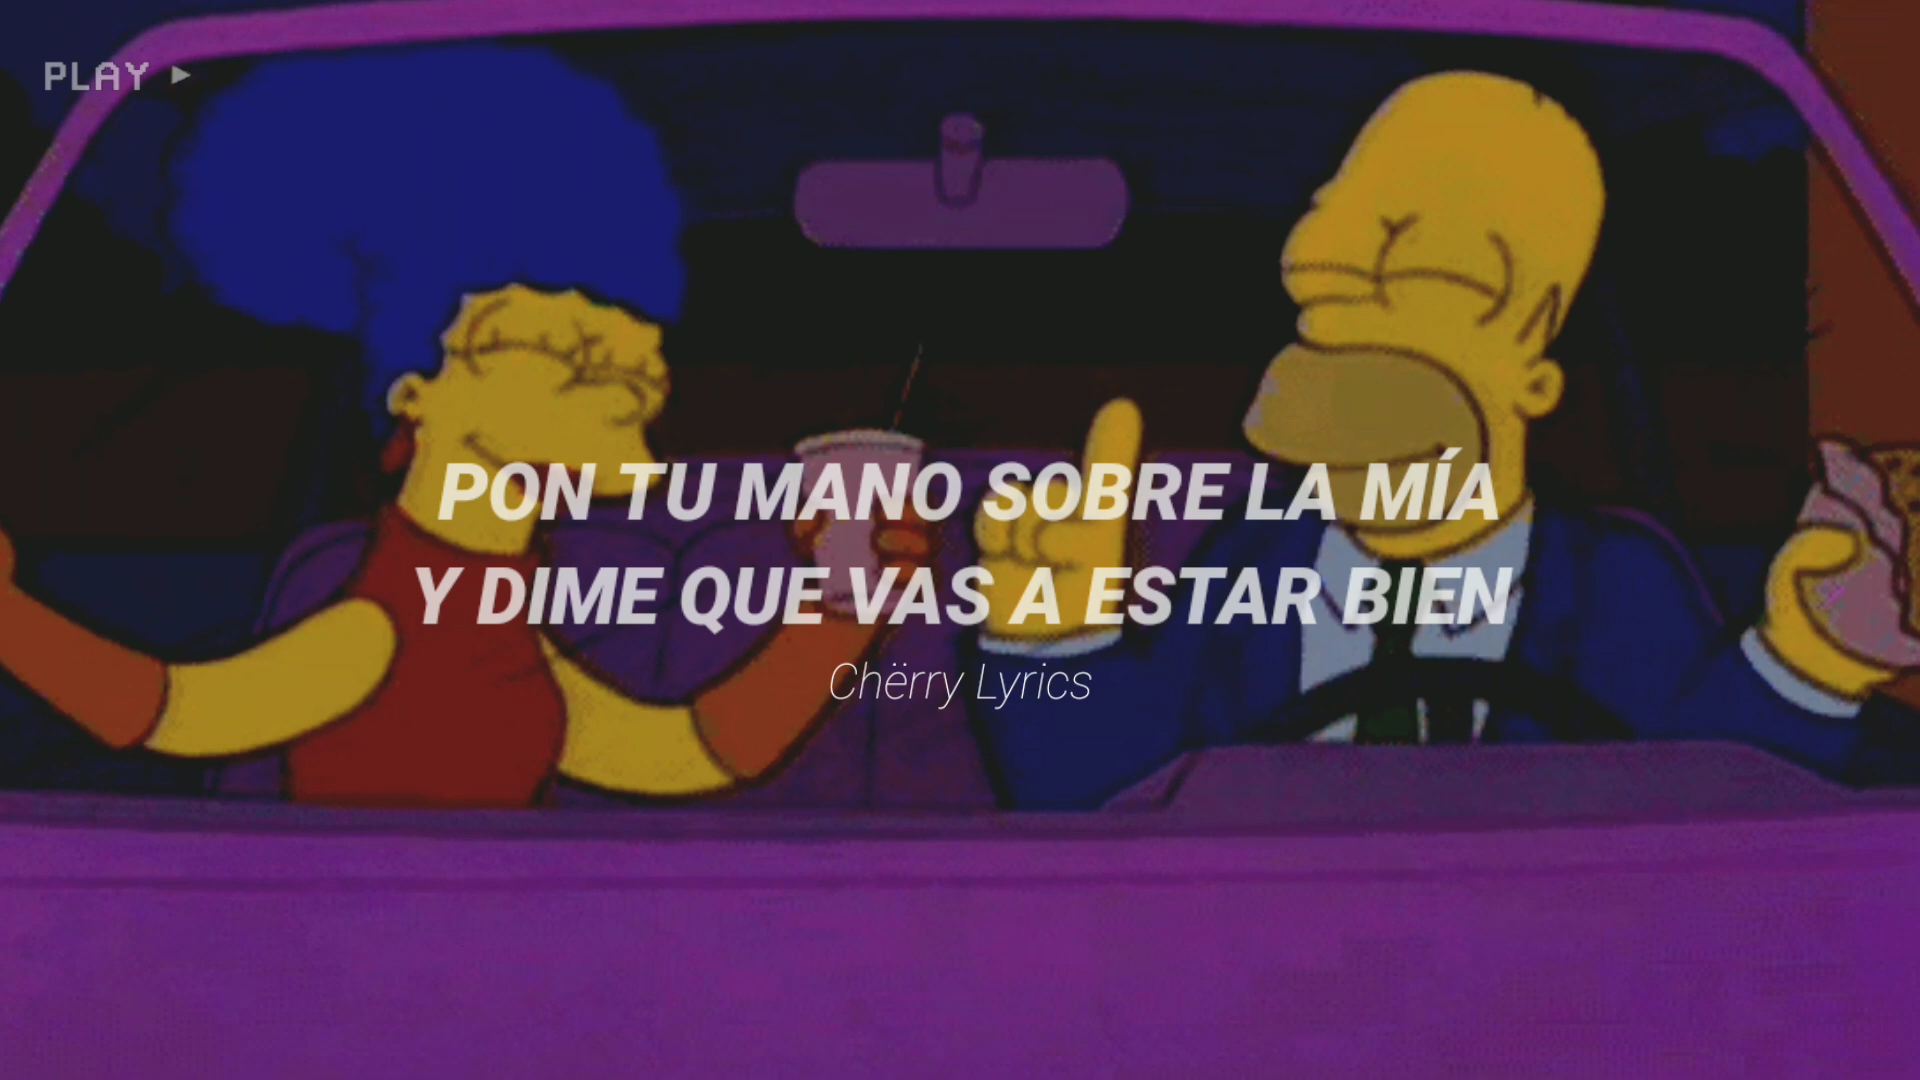 PLAY ►
PON TU MANO SOBRE LA MÍA
Y DIME QUE VAS A ESTAR BIEN
Chërry Lyrics